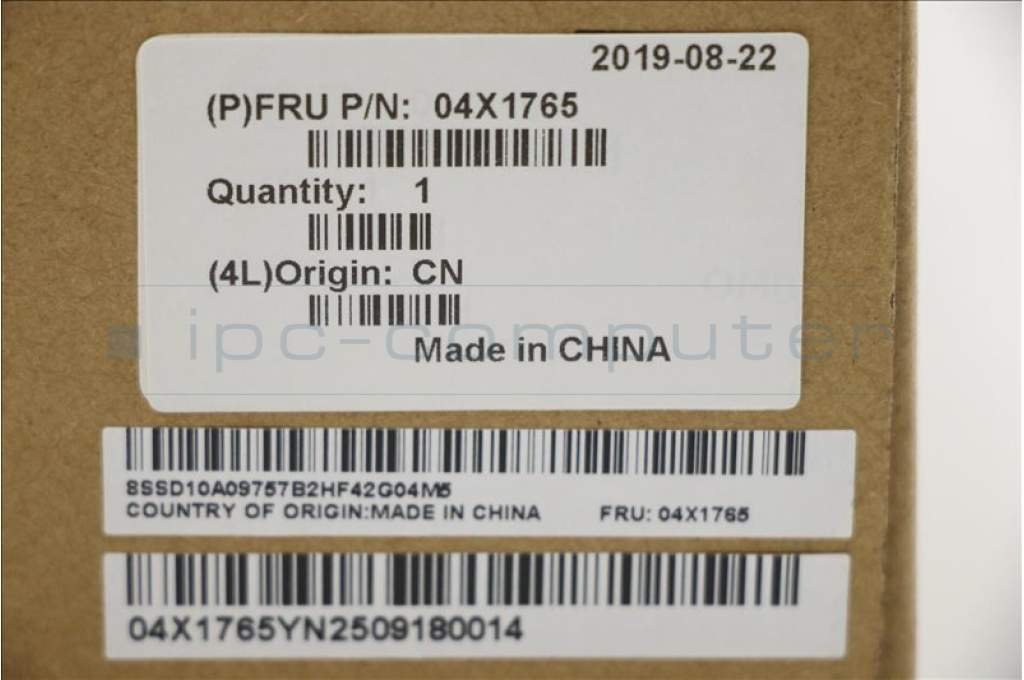 2019-08-22
(P)FRU P/N: 04X1765
Quantity: 1
(4L)Origin: CN
ipc-computer
Made in CHINA
8SSD10A09757B2HF42G04M5
COUNTRY OF ORIGIN:MADE IN CHINA FRU: 04X1765
04X1765YN2509180014